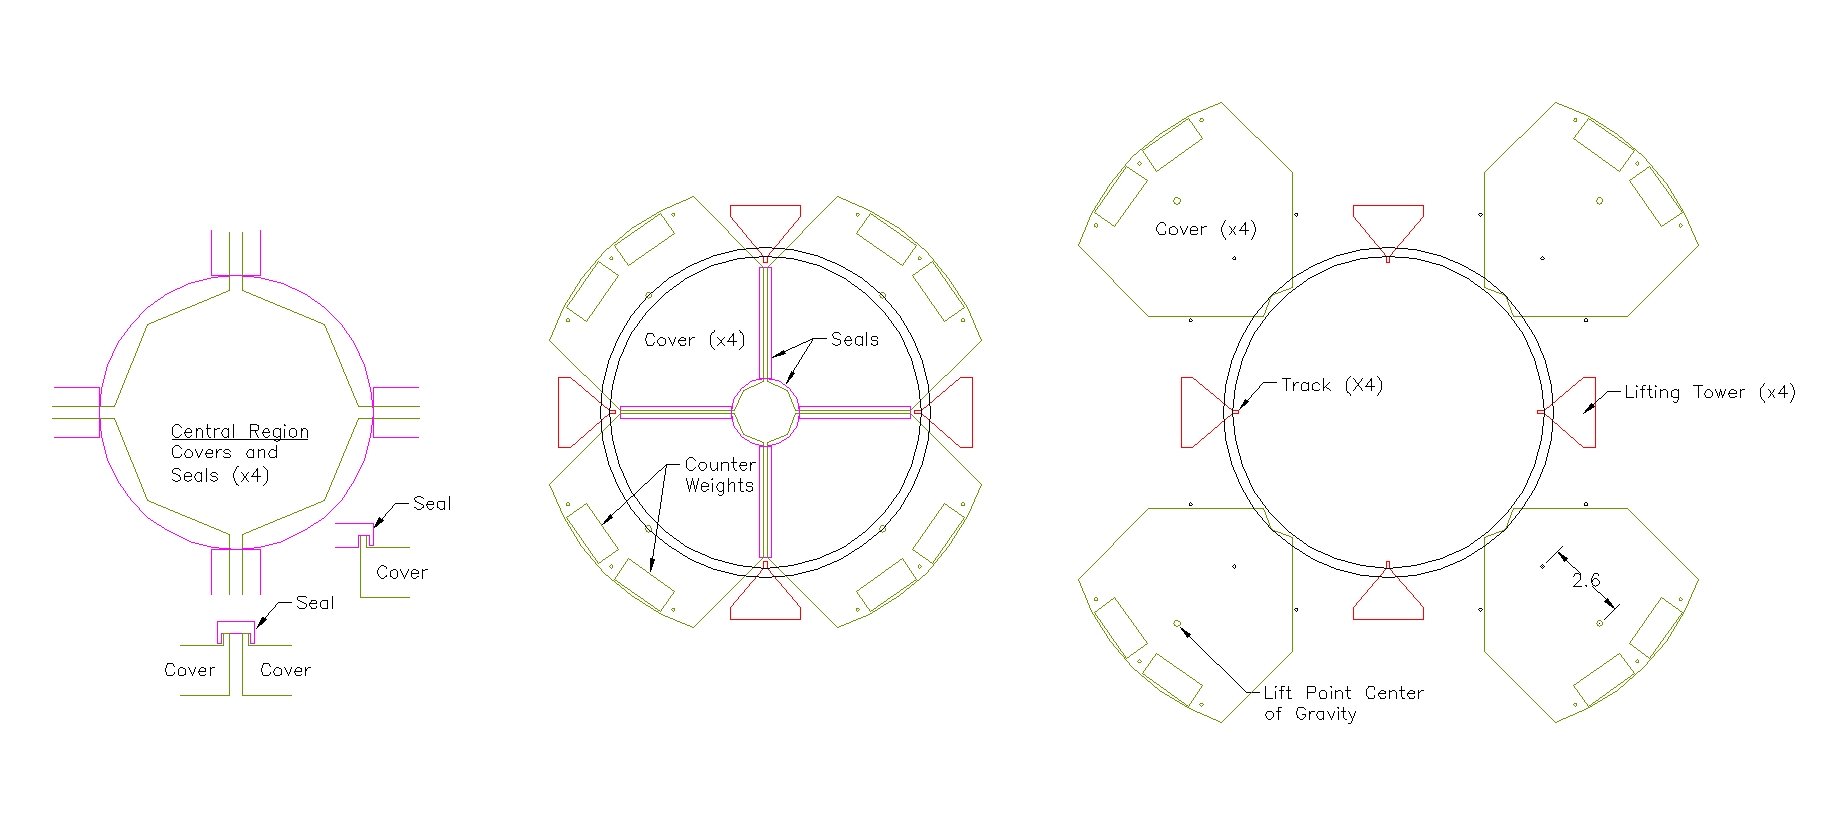 Central Region
Covers and
Seals (x4)
Seal
Cover
Seal
Cover
Cover
Cover (x4)
Seals
Counter
Weights
Cover (x4)
Track (X4)
Lifting Tower (x4)
2.6
Lift Point Center
of Gravity